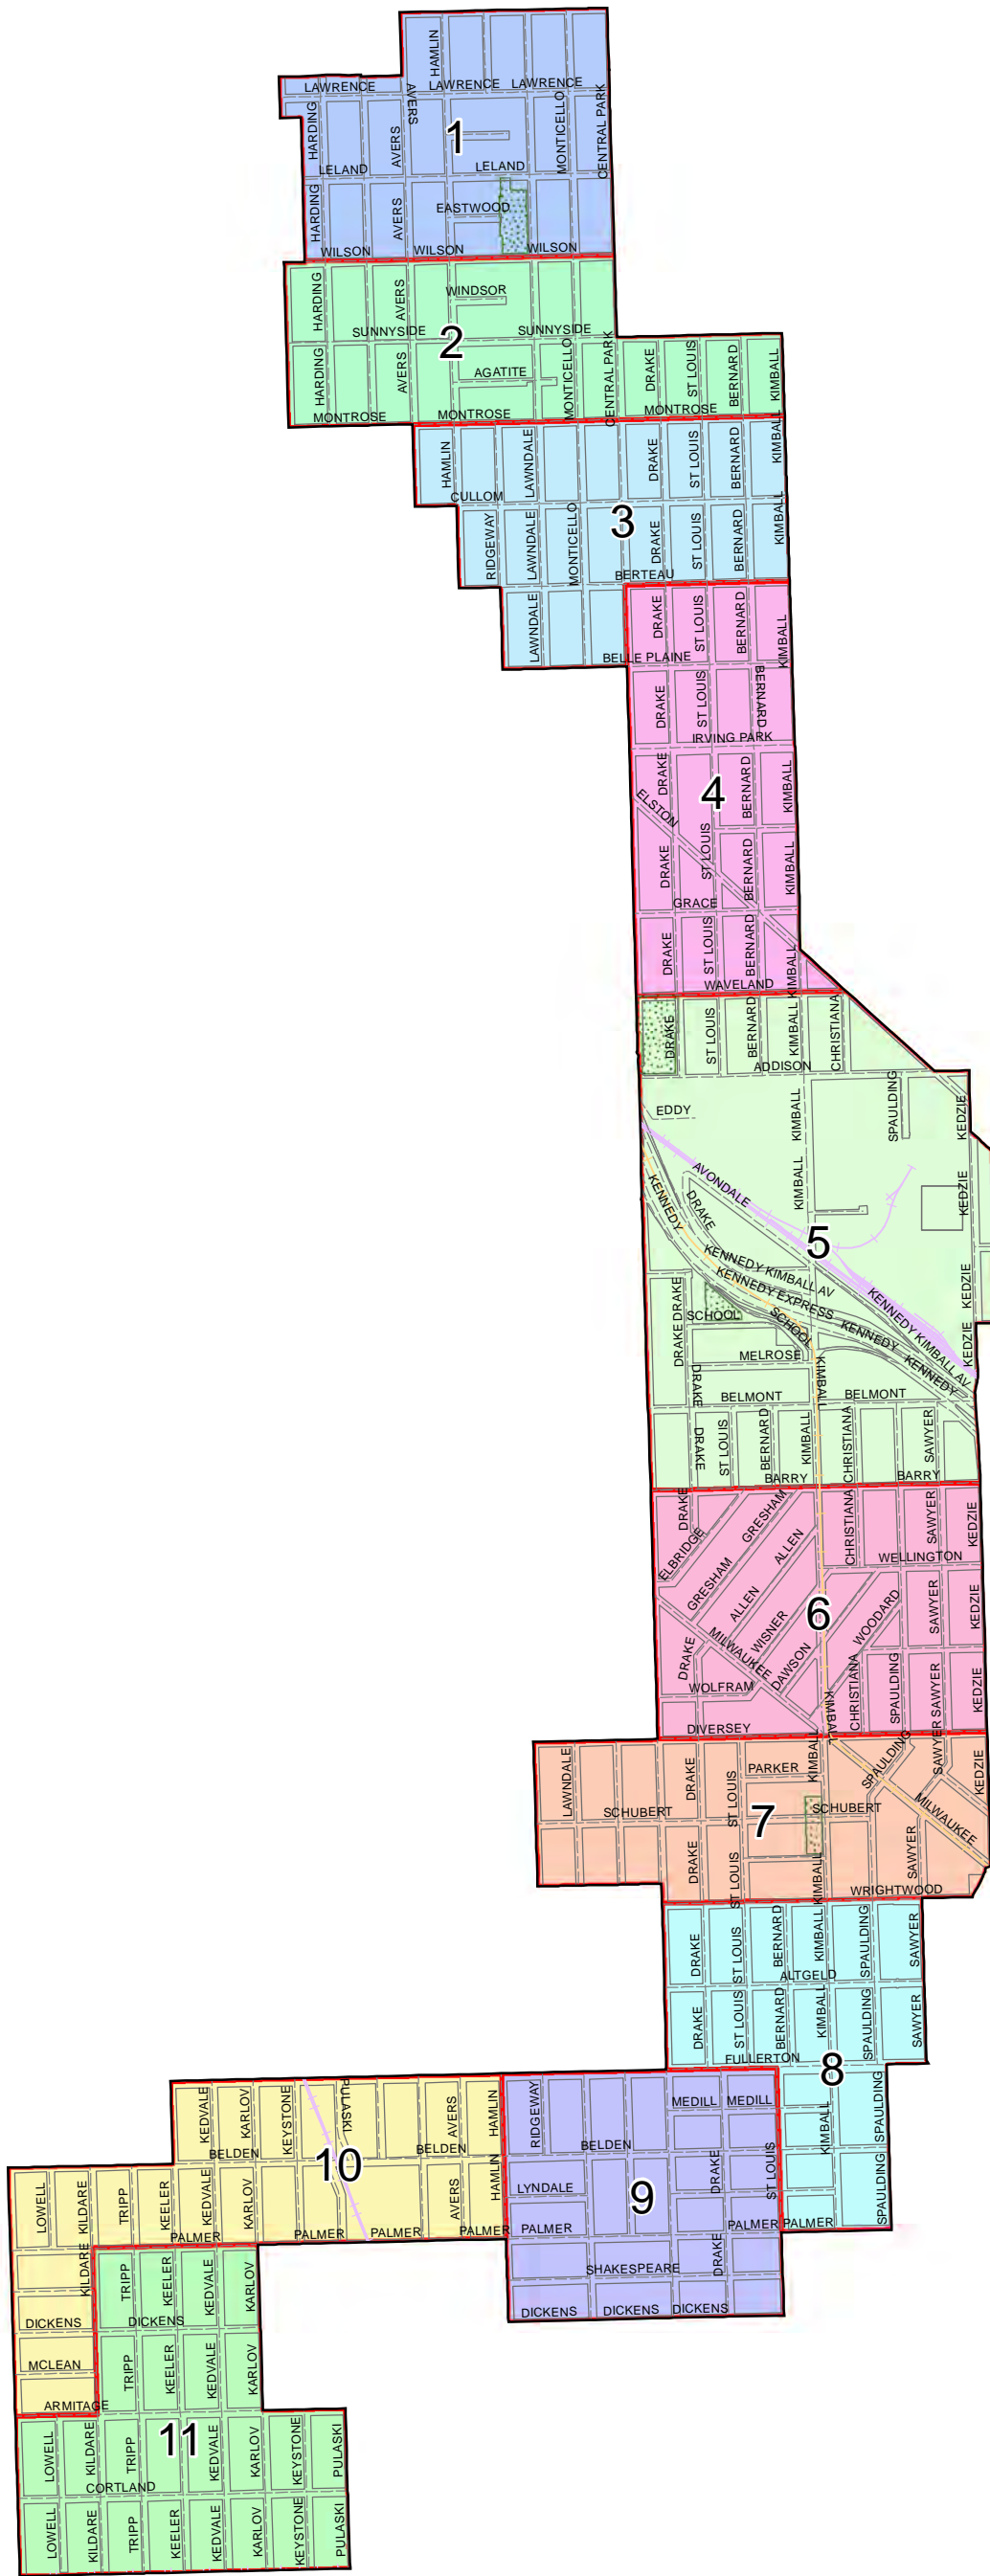 HAMLIN
LAWRENCE
LAWRENCE
LAWRENCE
AVERS
HARDING
AVERS
1
MONTICELLO
CENTRAL PARK
LELAND
LELAND
HARDING
AVERS
EASTWOOD
WILSON
WILSON
WILSON
HARDING
AVERS
WINDSOR
SUNNYSIDE
2
SUNNYSIDE
HARDING
AVERS
AGATITE
MONTICELLO
CENTRAL PARK
DRAKE
ST LOUIS
BERNARD
KIMBALL
MONTROSE
MONTROSE
MONTROSE
HAMLIN
LAWNDALE
DRAKE
ST LOUIS
BERNARD
KIMBALL
CULLOM
RIDGEWAY
LAWNDALE
MONTICELLO
3
DRAKE
ST LOUIS
BERNARD
KIMBALL
BERTEAU
LAWNDALE
DRAKE
ST LOUIS
BERNARD
KIMBALL
BELLE PLAINE
DRAKE
ST LOUIS
BERNARD
IRVING PARK
DRAKE
4
BERNARD
KIMBALL
ELSTON
DRAKE
ST LOUIS
BERNARD
KIMBALL
GRACE
DRAKE
ST LOUIS
BERNARD
KIMBALL
WAVELAND
DRAKE
ST LOUIS
BERNARD
KIMBALL
CHRISTIANA
ADDISON
EDDY
KIMBALL
SPAULDING
KEDZIE
AVONDALE
KENNEDY
DRAKE
KIMBALL
KEDZIE
5
KENNEDY KIMBALL AV
KENNEDY EXPRESS
KENNEDY
KENNEDY
KENNEDY KIMBALL AV
KEDZIE
KEDZIE
DRAKE
DRAKE
SCHOOL
SCHOOL
MELROSE
KIMBALL
DRAKE
BELMONT
BELMONT
DRAKE
ST LOUIS
BERNARD
KIMBALL
CHRISTIANA
SAWYER
BARRY
BARRY
DRAKE
ELBRIDGE
GRESHAM
GRESHAM
ALLEN
ALLEN
CHRISTIANA
SAWYER
KEDZIE
WELLINGTON
WISNER
6
WOODARD
SAWYER
KEDZIE
DRAKE
MILWAUKEE
DAWSON
WOLFRAM
CHRISTIANA
SPAULDING
SAWYER
KEDZIE
DIVERSEY
KIMBALL
LAWNDALE
DRAKE
ST LOUIS
PARKER
KIMBALL
SPAULDING
SAWYER
KEDZIE
SCHUBERT
7
SCHUBERT
MILWAUKEE
DRAKE
ST LOUIS
KIMBALL
SAWYER
WRIGHTWOOD
DRAKE
ST LOUIS
BERNARD
KIMBALL
SPAULDING
SAWYER
ALTGELD
DRAKE
ST LOUIS
BERNARD
KIMBALL
SPAULDING
SAWYER
FULLERTON
8
KIMBALL
SPAULDING
SPAULDING
KEDVALE
KARLOV
KEYSTONE
PULASKI
AVERS
HAMLIN
RIDGEWAY
MEDILL
MEDILL
BELDEN
10
BELDEN
BELDEN
DRAKE
ST LOUIS
LOWELL
KILDARE
TRIPP
KEELER
KEDVALE
KARLOV
AVERS
HAMLIN
LYNDALE
9
PALMER
PALMER
PALMER
PALMER
PALMER
PALMER
PALMER
KILDARE
TRIPP
KEELER
KEDVALE
KARLOV
SHAKESPEARE
DRAKE
DICKENS
DICKENS
DICKENS
DICKENS
DICKENS
MCLEAN
TRIPP
KEELER
KEDVALE
KARLOV
ARMITAGE
LOWELL
KILDARE
TRIPP
11
KEDVALE
KARLOV
KEYSTONE
PULASKI
CORTLAND
LOWELL
KILDARE
TRIPP
KEELER
KEDVALE
KARLOV
KEYSTONE
PULASKI